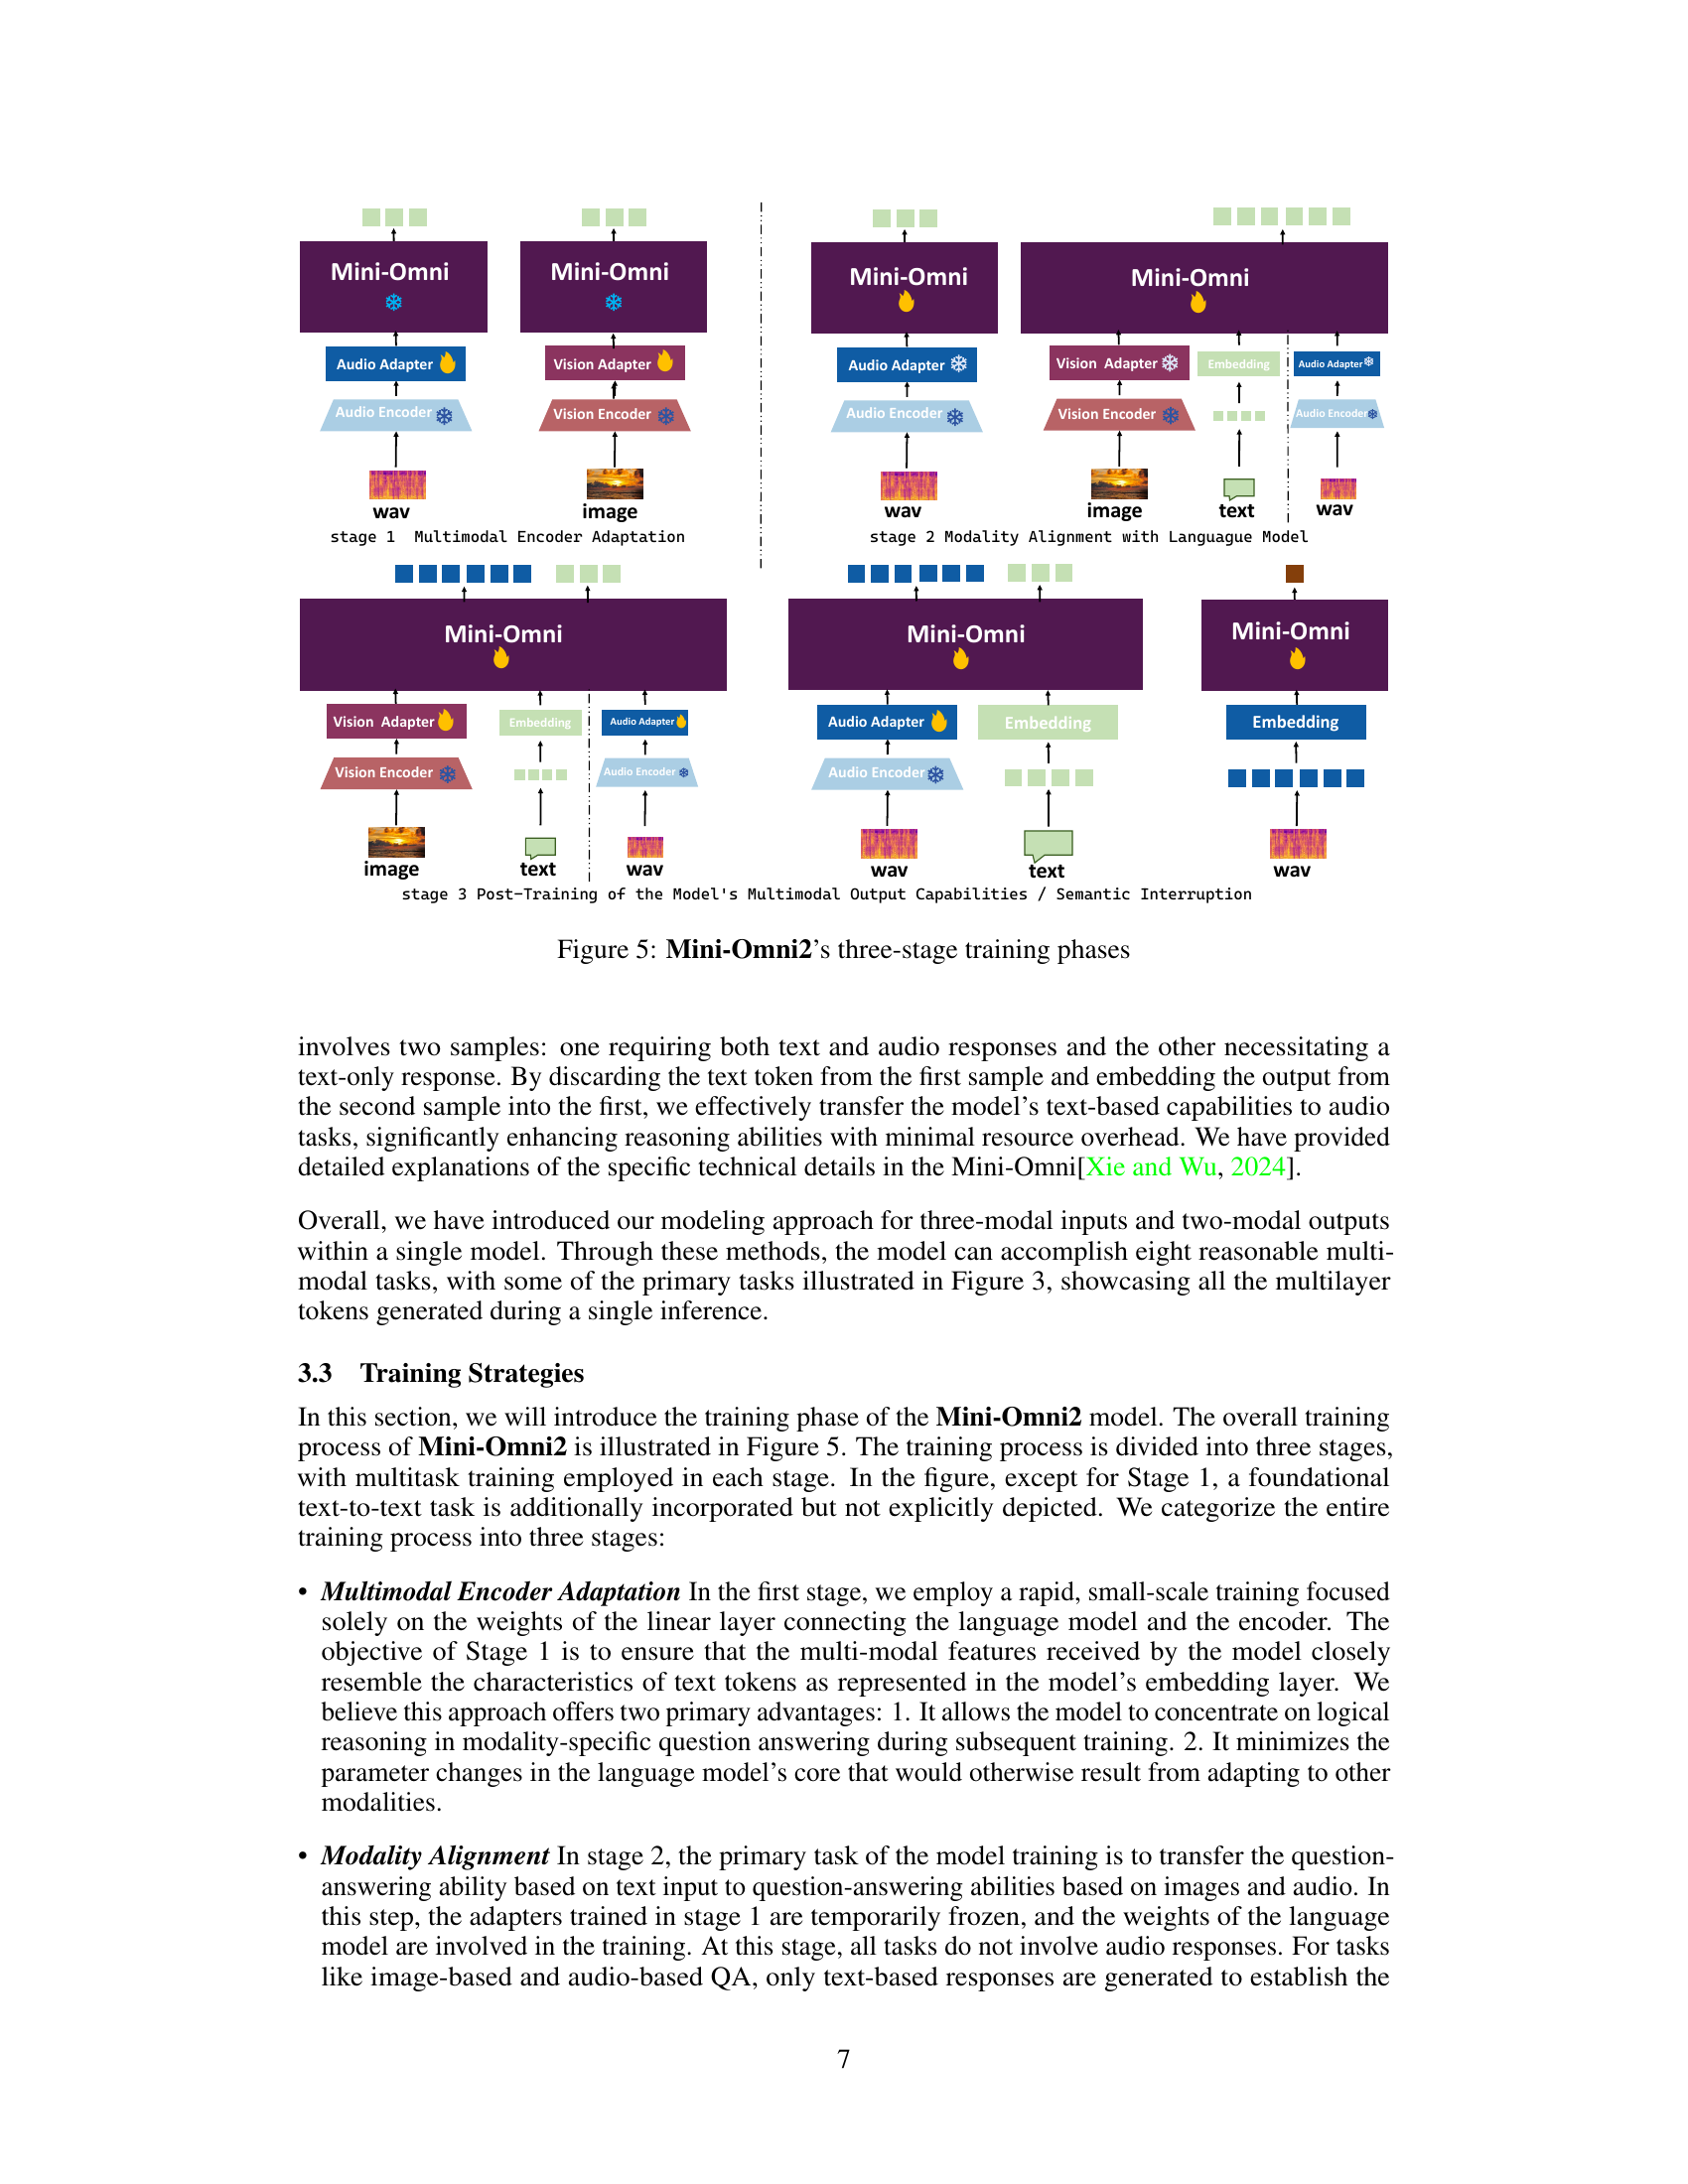 Mini-Omni
Mini-Omni
Mini-Omni
Mini-Omni
Audio Adapter
Vision Adapter
Audio Adapter
Vision Adapter
Embedding
Audio Adapter
Audio Encoder
Vision Encoder
Audio Encoder
Vision Encoder
Audio Encoder
wav
image
wav
image
text
wav
stage 1 Multimodal Encoder Adaptation
stage 2 Modality Alignment with Languague Model
Mini-Omni
Mini-Omni
Mini-Omni
Vision Adapter
Embedding
Audio Adapter
Audio Adapter
Embedding
Embedding
Vision Encoder
Audio Encoder
Audio Encoder
image
text
wav
wav
text
wav
stage 3 Post-Training of the Model's Multimodal Output Capabilities / Semantic Interruption
Figure 5: Mini-Omni2's three-stage training phases
involves two samples: one requiring both text and audio responses and the other necessitating a
text-only response. By discarding the text token from the first sample and embedding the output from
the second sample into the first, we effectively transfer the model's text-based capabilities to audio
tasks, significantly enhancing reasoning abilities with minimal resource overhead. We have provided
detailed explanations of the specific technical details in the Mini-Omni[Xie and Wu, 2024].
Overall, we have introduced our modeling approach for three-modal inputs and two-modal outputs
within a single model. Through these methods, the model can accomplish eight reasonable multi-
modal tasks, with some of the primary tasks illustrated in Figure 3, showcasing all the multilayer
tokens generated during a single inference.
3.3 Training Strategies
In this section, we will introduce the training phase of the Mini-Omni2 model. The overall training
process of Mini-Omni2 is illustrated in Figure 5. The training process is divided into three stages,
with multitask training employed in each stage. In the figure, except for Stage 1, a foundational
text-to-text task is additionally incorporated but not explicitly depicted. We categorize the entire
training process into three stages:
• Multimodal Encoder Adaptation In the first stage, we employ a rapid, small-scale training focused
solely on the weights of the linear layer connecting the language model and the encoder. The
objective of Stage 1 is to ensure that the multi-modal features received by the model closely
resemble the characteristics of text tokens as represented in the model's embedding layer. We
believe this approach offers two primary advantages: 1. It allows the model to concentrate on logical
reasoning in modality-specific question answering during subsequent training. 2. It minimizes the
parameter changes in the language model's core that would otherwise result from adapting to other
modalities.
• Modality Alignment In stage 2, the primary task of the model training is to transfer the question-
answering ability based on text input to question-answering abilities based on images and audio. In
this step, the adapters trained in stage 1 are temporarily frozen, and the weights of the language
model are involved in the training. At this stage, all tasks do not involve audio responses. For tasks
like image-based and audio-based QA, only text-based responses are generated to establish the
7